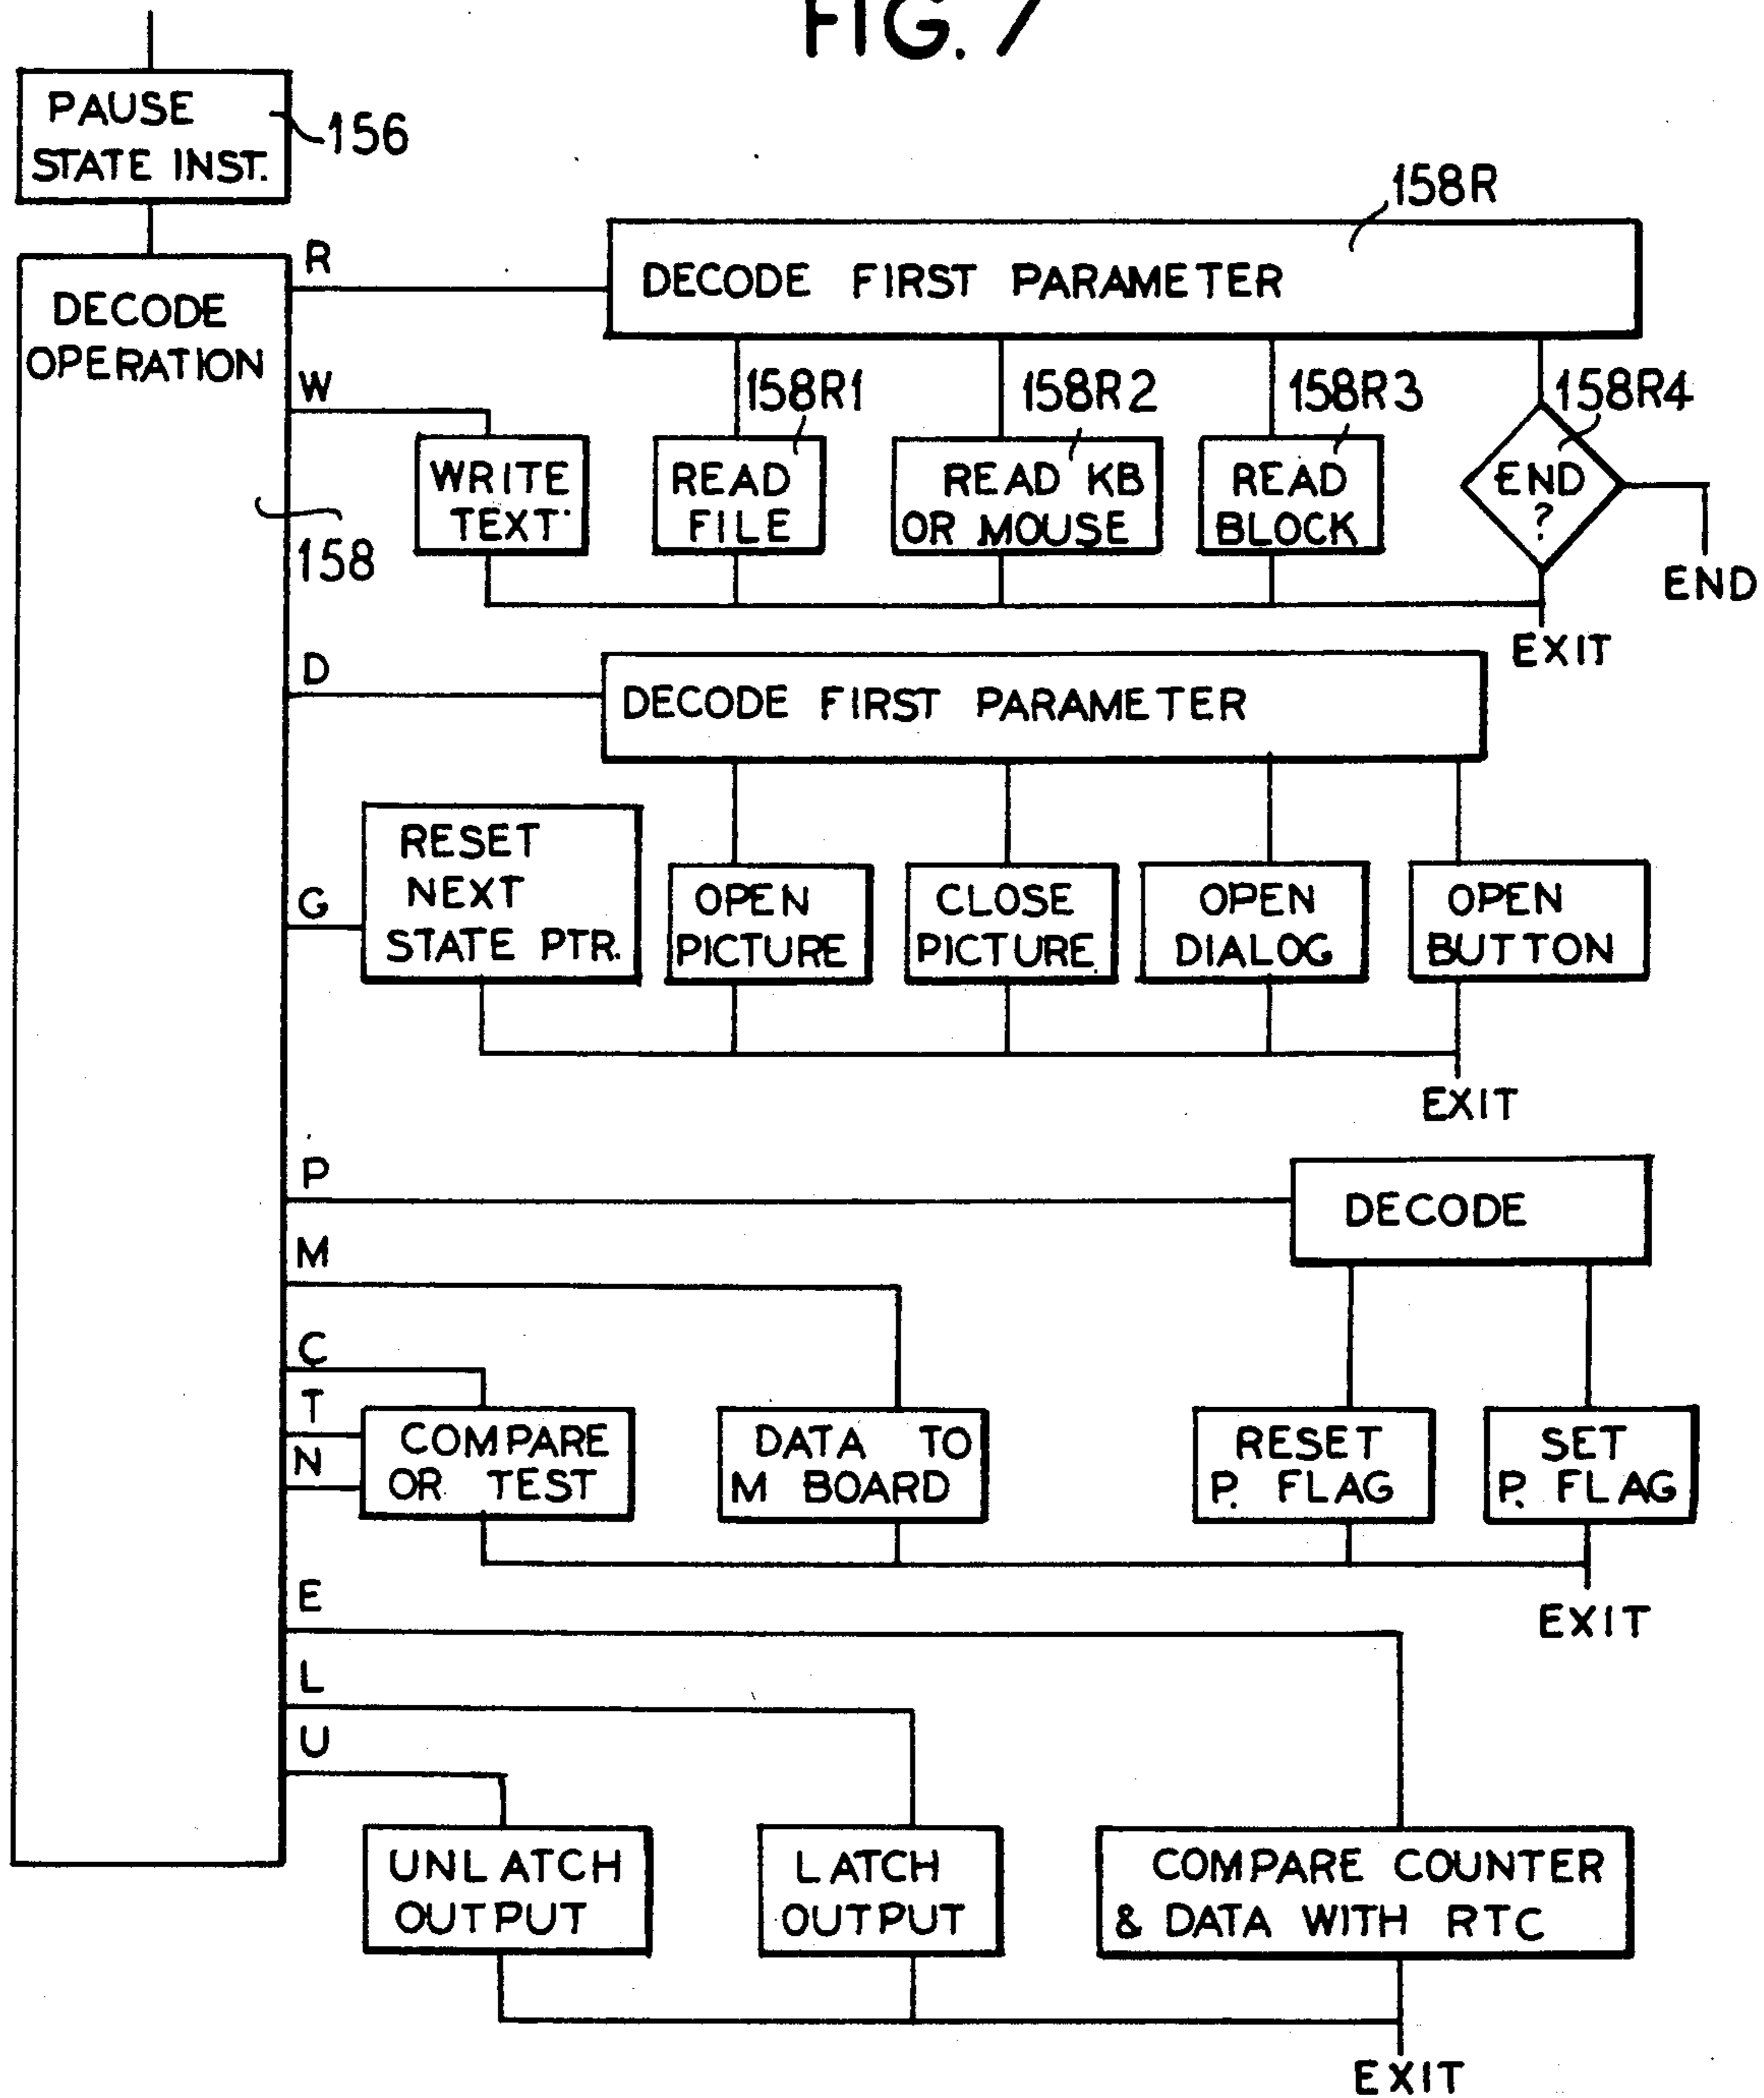 FIG. 7
PAUSE
STATE INST.
156
158R
R
DECODE FIRST PARAMETER
DECODE
OPERATION
W
158R1
158R2
158R3
158R4
WRITE
TEXT
READ
FILE
READ KB
OR MOUSE
READ
BLOCK
END
?
158
END
EXIT
D
DECODE FIRST PARAMETER
G
RESET
NEXT
STATE PTR.
OPEN
PICTURE
CLOSE
PICTURE
OPEN
DIALOG
OPEN
BUTTON
EXIT
P
DECODE
M
C
T
N
COMPARE
OR TEST
DATA TO
M BOARD
RESET
P. FLAG
SET
P. FLAG
EXIT
E
L
U
UNLATCH
OUTPUT
LATCH
OUTPUT
COMPARE COUNTER
& DATA WITH RTC
EXIT